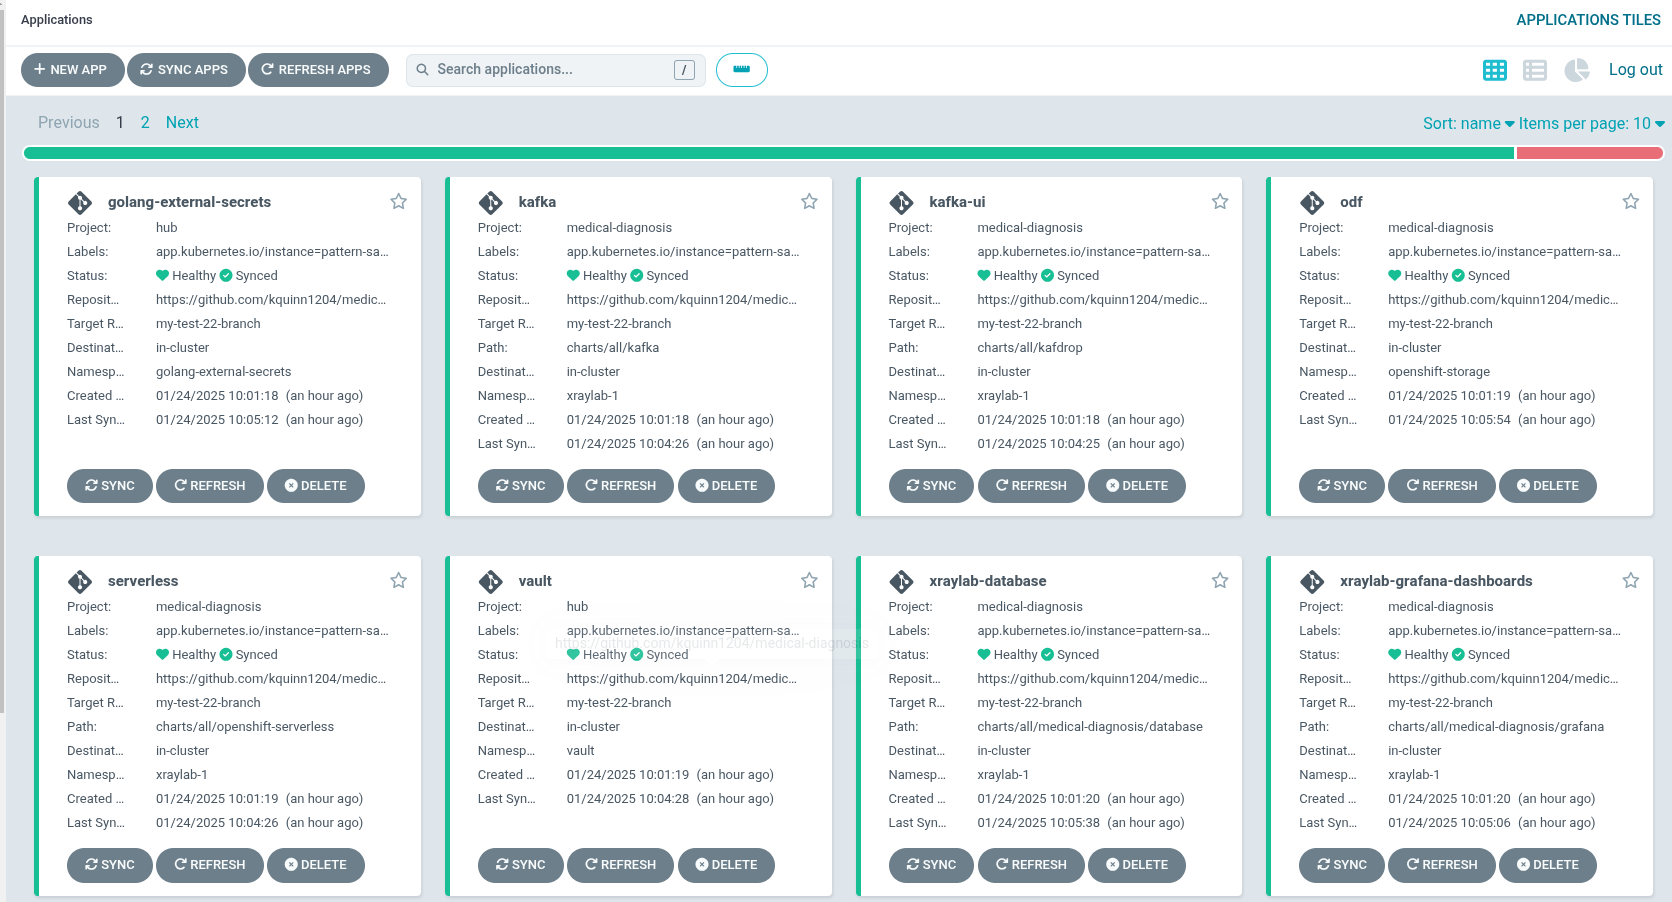 Applications
APPLICATIONS TILES
NEW APP SYNC APPS REFRESH APPS Search applications... / Log out
Previous 1 2 Next
Sort: name Items per page: 10
golang-external-secrets
Project: hub
Labels: app.kubernetes.io/instance=pattern-sa...
Status: Healthy Synced
Reposit... https://github.com/kquinn1204/medic...
Target R... my-test-22-branch
Destinat... in-cluster
Namesp... golang-external-secrets
Created ... 01/24/2025 10:01:18 (an hour ago)
Last Syn... 01/24/2025 10:05:12 (an hour ago)
SYNC REFRESH DELETE
kafka
Project: medical-diagnosis
Labels: app.kubernetes.io/instance=pattern-sa...
Status: Healthy Synced
Reposit... https://github.com/kquinn1204/medic...
Target R... my-test-22-branch
Path: charts/all/kafka
Destinat... in-cluster
Namesp... xraylab-1
Created ... 01/24/2025 10:01:18 (an hour ago)
Last Syn... 01/24/2025 10:04:26 (an hour ago)
SYNC REFRESH DELETE
kafka-ui
Project: medical-diagnosis
Labels: app.kubernetes.io/instance=pattern-sa...
Status: Healthy Synced
Reposit... https://github.com/kquinn1204/medic...
Target R... my-test-22-branch
Path: charts/all/kafdrop
Destinat... in-cluster
Namesp... xraylab-1
Created ... 01/24/2025 10:01:18 (an hour ago)
Last Syn... 01/24/2025 10:04:25 (an hour ago)
SYNC REFRESH DELETE
odf
Project: medical-diagnosis
Labels: app.kubernetes.io/instance=pattern-sa...
Status: Healthy Synced
Reposit... https://github.com/kquinn1204/medic...
Target R... my-test-22-branch
Destinat... in-cluster
Namesp... openshift-storage
Created ... 01/24/2025 10:01:19 (an hour ago)
Last Syn... 01/24/2025 10:05:54 (an hour ago)
SYNC REFRESH DELETE
serverless
Project: medical-diagnosis
Labels: app.kubernetes.io/instance=pattern-sa...
Status: Healthy Synced
Reposit... https://github.com/kquinn1204/medic...
Target R... my-test-22-branch
Path: charts/all/openshift-serverless
Destinat... in-cluster
Namesp... xraylab-1
Created ... 01/24/2025 10:01:19 (an hour ago)
Last Syn... 01/24/2025 10:04:26 (an hour ago)
SYNC REFRESH DELETE
vault
Project: hub
Labels: app.kubernetes.io/instance=pattern-sa...
https://github.com/kquinn1204/medical-diagnosis
Status: Healthy Synced
Reposit... https://github.com/kquinn1204/medic...
Target R... my-test-22-branch
Destinat... in-cluster
Namesp... vault
Created ... 01/24/2025 10:01:19 (an hour ago)
Last Syn... 01/24/2025 10:04:28 (an hour ago)
SYNC REFRESH DELETE
xraylab-database
Project: medical-diagnosis
Labels: app.kubernetes.io/instance=pattern-sa...
Status: Healthy Synced
Reposit... https://github.com/kquinn1204/medic...
Target R... my-test-22-branch
Path: charts/all/medical-diagnosis/database
Destinat... in-cluster
Namesp... xraylab-1
Created ... 01/24/2025 10:01:20 (an hour ago)
Last Syn... 01/24/2025 10:05:38 (an hour ago)
SYNC REFRESH DELETE
xraylab-grafana-dashboards
Project: medical-diagnosis
Labels: app.kubernetes.io/instance=pattern-sa...
Status: Healthy Synced
Reposit... https://github.com/kquinn1204/medic...
Target R... my-test-22-branch
Path: charts/all/medical-diagnosis/grafana
Destinat... in-cluster
Namesp... xraylab-1
Created ... 01/24/2025 10:01:20 (an hour ago)
Last Syn... 01/24/2025 10:05:06 (an hour ago)
SYNC REFRESH DELETE